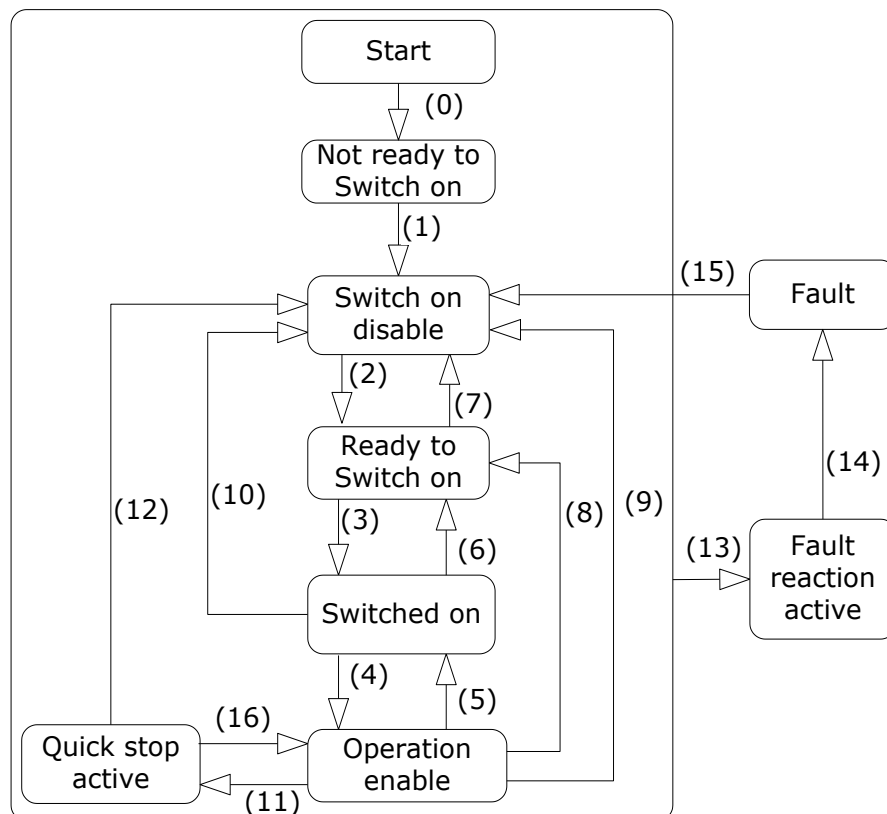 Start
(0)
Not ready to
Switch on
(1)
Switch on
disable
(15)
Fault
(2)
(7)
Ready to
Switch on
(12)
(10)
(3)
(6)
(8)
(9)
(14)
(13)
Fault
reaction
active
Switched on
(4)
(5)
(16)
Quick stop
active
(11)
Operation
enable